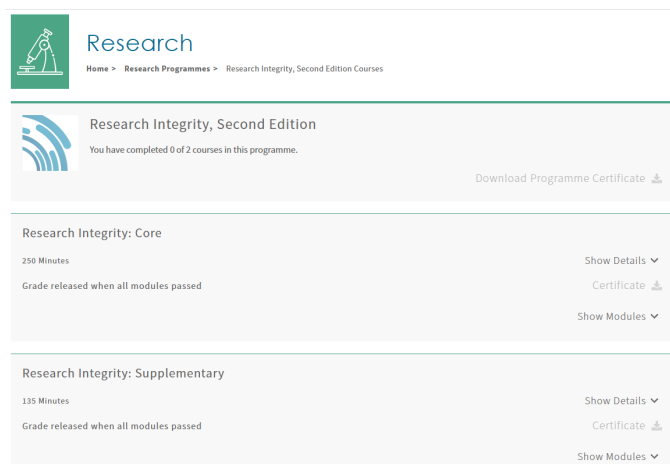 Research
Home > Research Programmes > Research Integrity, Second Edition Courses
Research Integrity, Second Edition
You have completed 0 of 2 courses in this programme.
Download Programme Certificate
Research Integrity: Core
250 Minutes
Show Details
Grade released when all modules passed
Certificate
Show Modules
Research Integrity: Supplementary
135 Minutes
Show Details
Grade released when all modules passed
Certificate
Show Modules